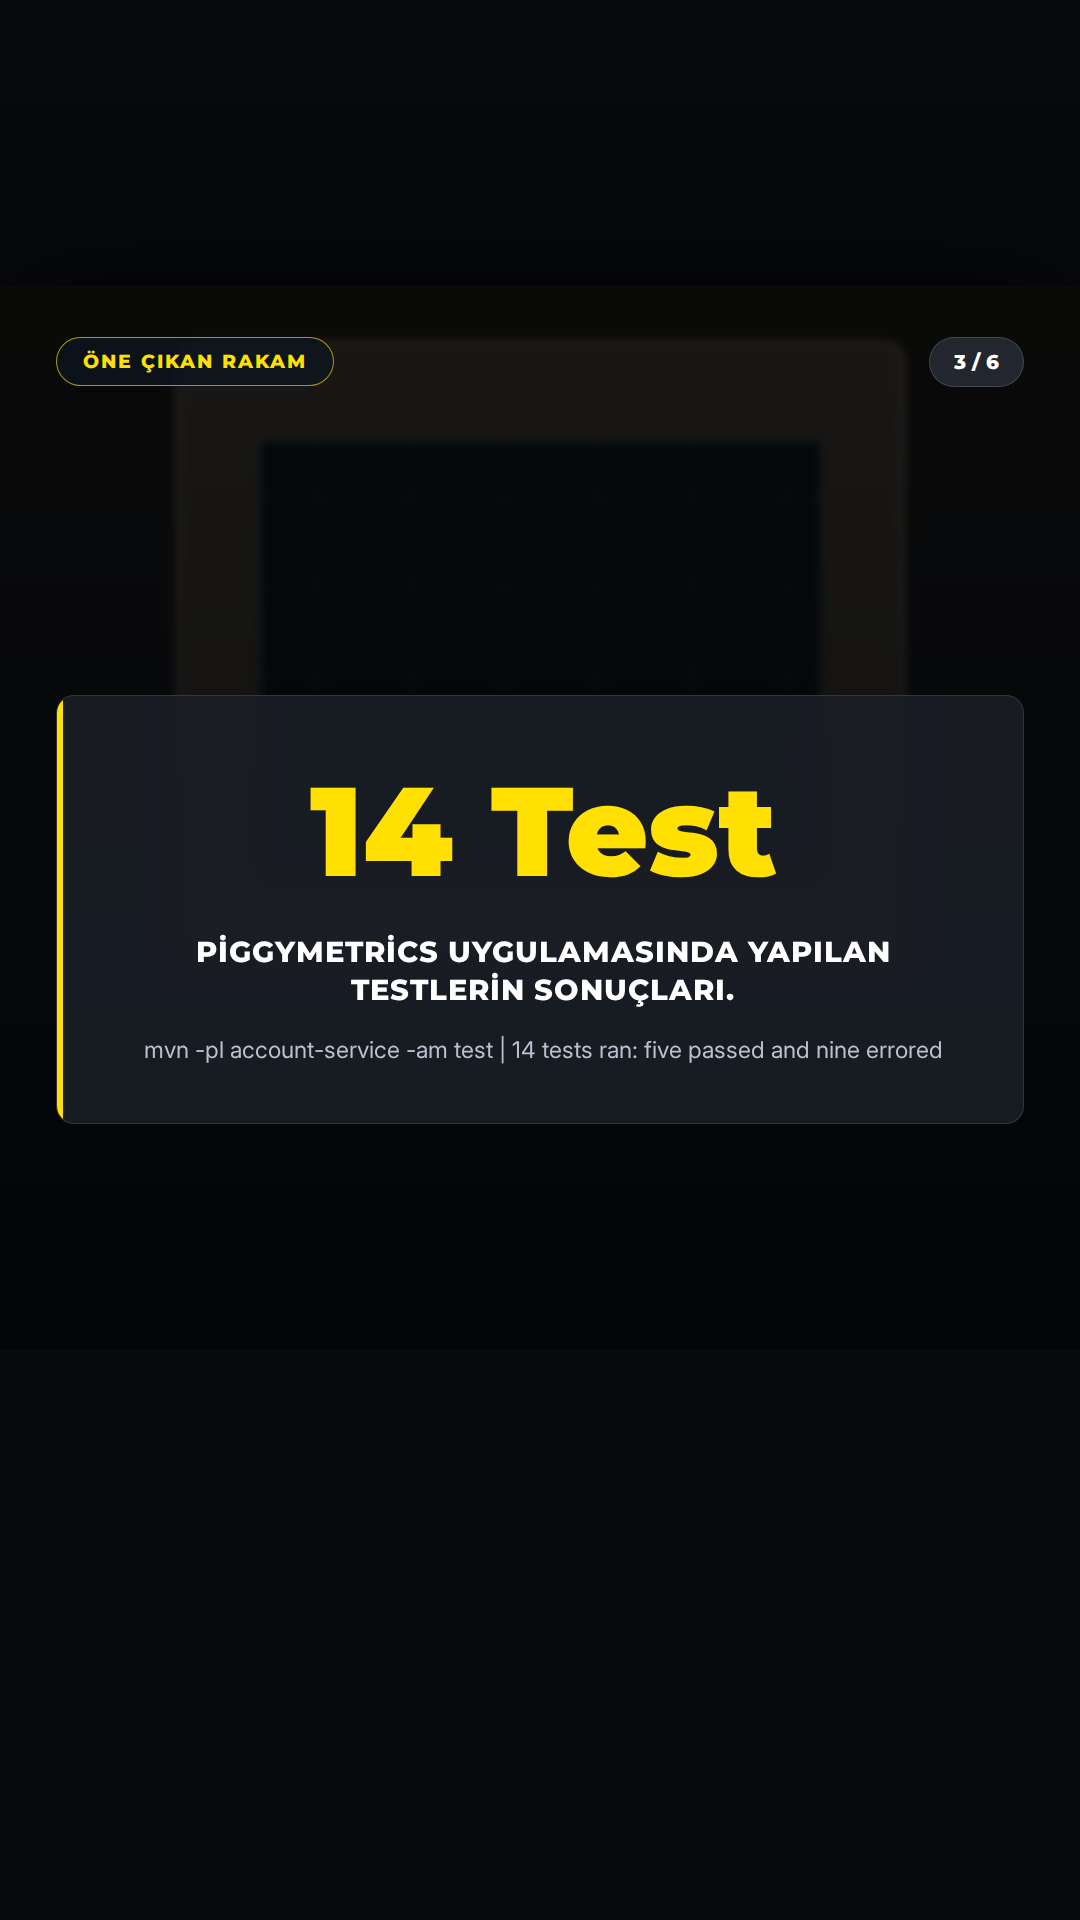 ÖNE ÇIKAN RAKAM
3 / 6
14 Test
PİGGYMETRİCS UYGULAMASINDA YAPILAN
TESTLERİN SONUÇLARI.
mvn -pl account-service -am test | 14 tests ran: five passed and nine errored